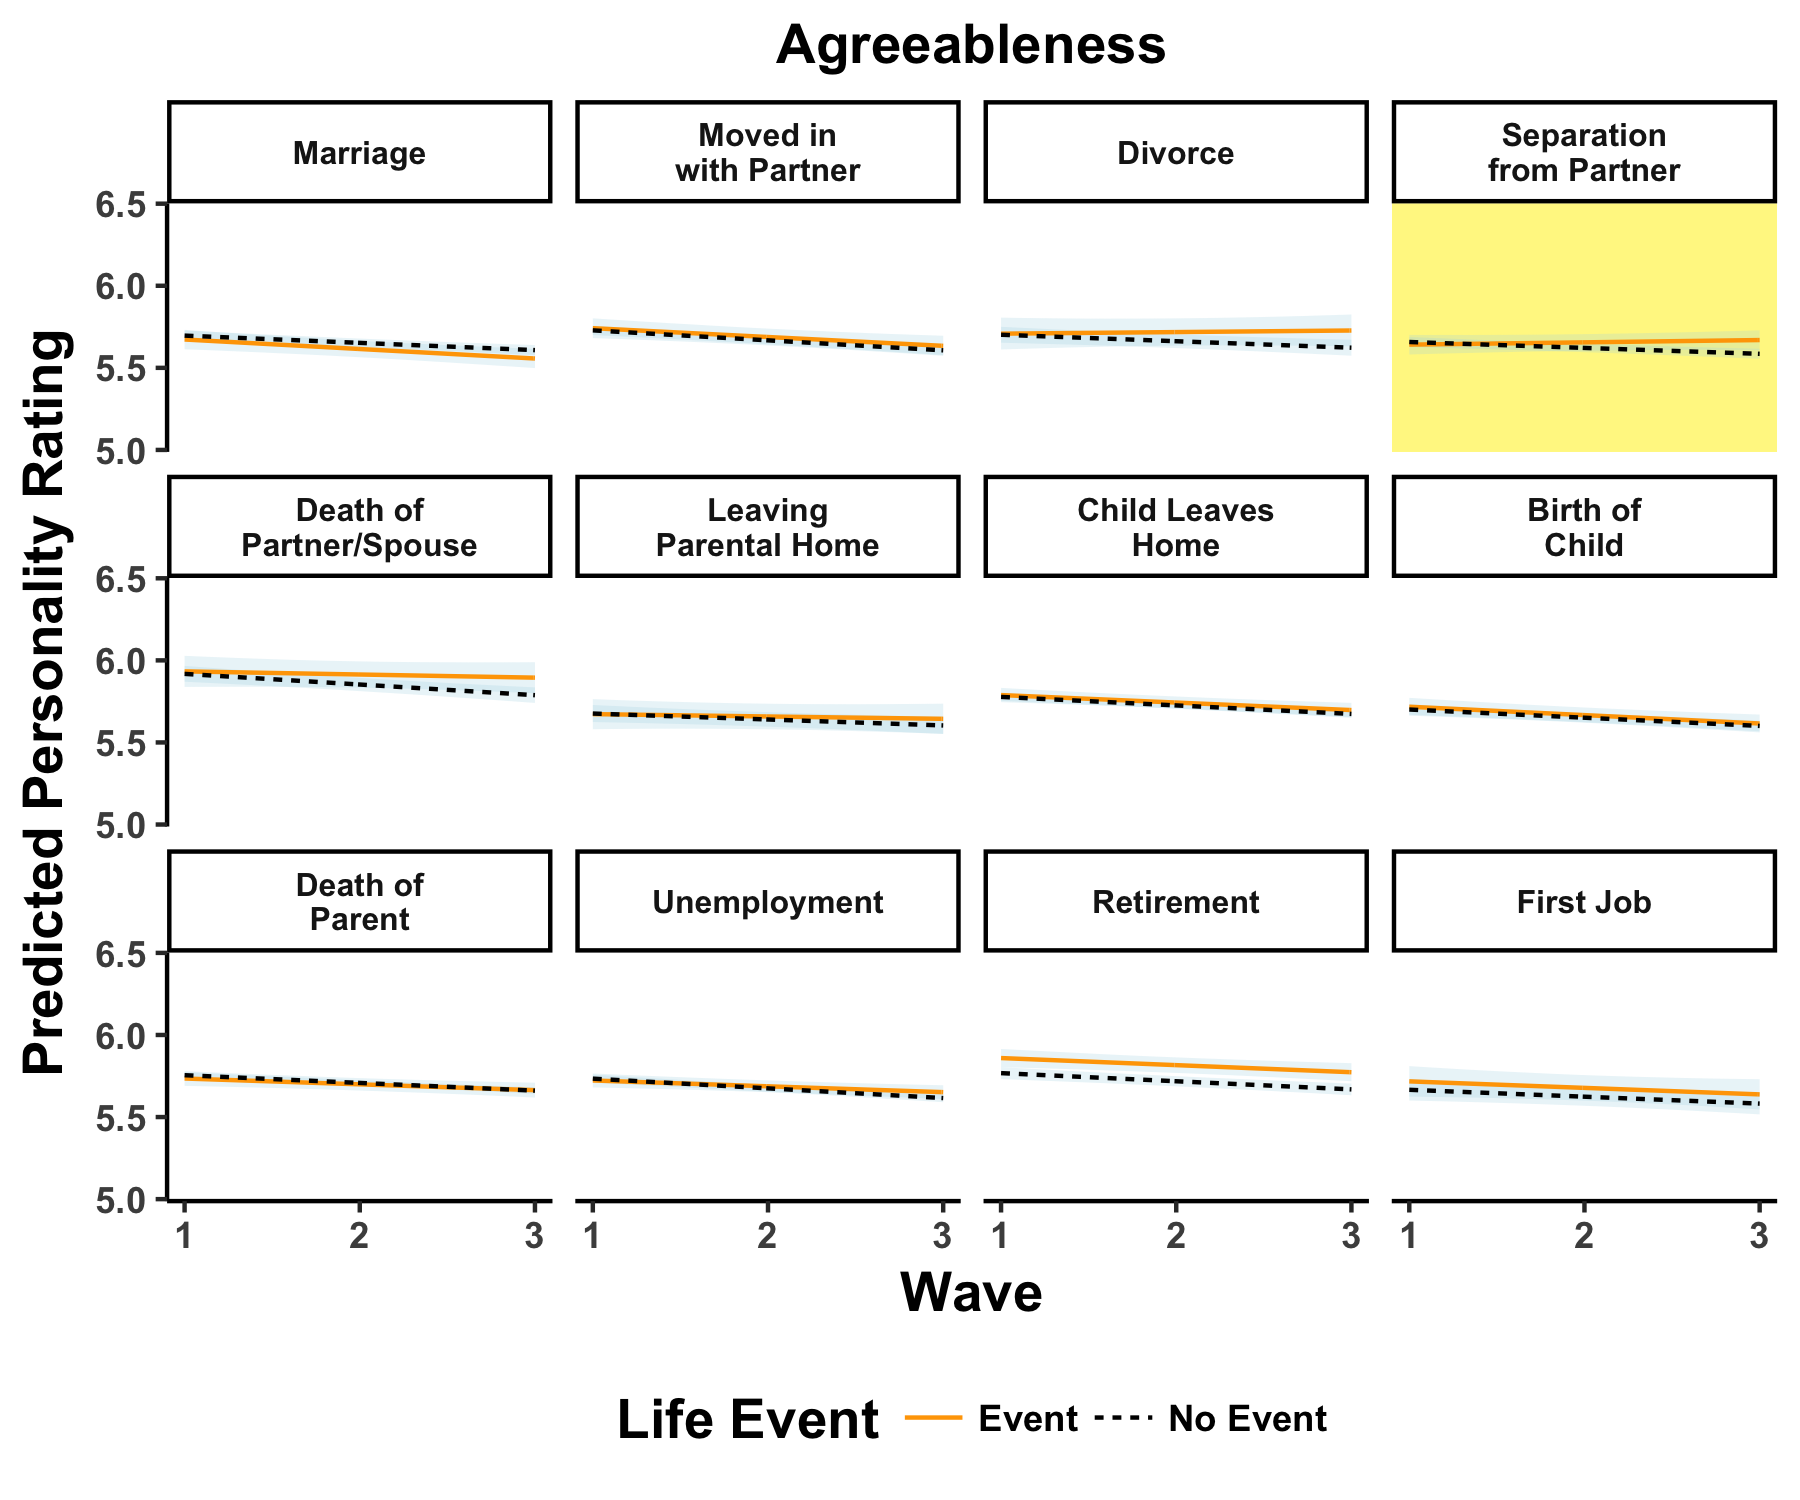 Agreeableness
Marriage
Moved in
with Partner
Divorce
Separation
from Partner
6.5
6.0
5.5
5.0
Death of
Partner/Spouse
Leaving
Parental Home
Child Leaves
Home
Birth of
Child
6.5
6.0
5.5
5.0
Death of
Parent
Unemployment
Retirement
First Job
6.5
6.0
5.5
5.0
Predicted Personality Rating
1 2 3 1 2 3 1 2 3 1 2 3
Wave
Life Event Event No Event